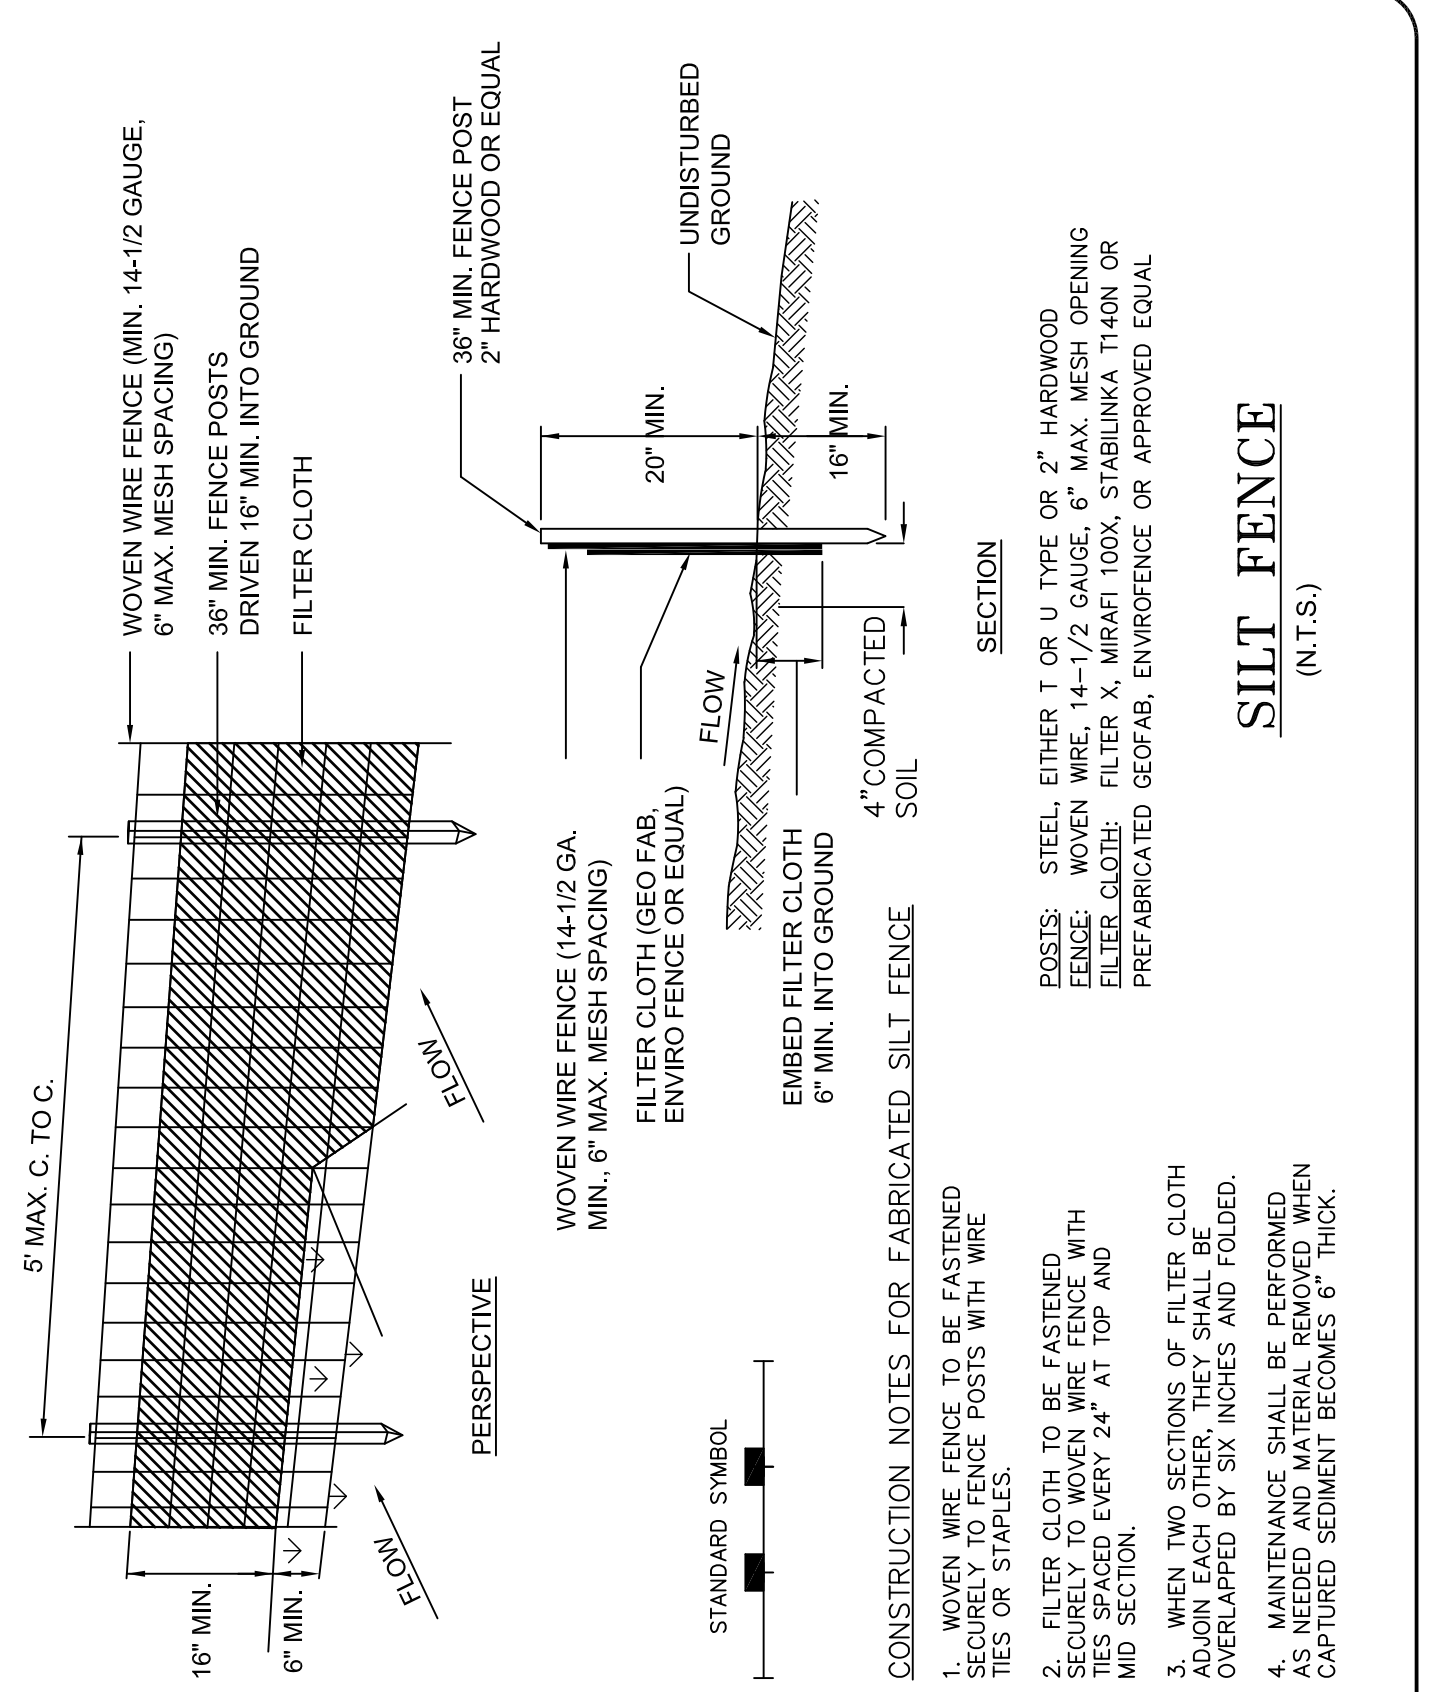 5' MAX. C. TO C.
WOVEN WIRE FENCE (MIN. 14-1/2 GAUGE,
6" MAX. MESH SPACING)
36" MIN. FENCE POSTS
DRIVEN 16" MIN. INTO GROUND
FILTER CLOTH
16" MIN.
6" MIN.
FLOW
FLOW
PERSPECTIVE
36" MIN. FENCE POST
2" HARDWOOD OR EQUAL
WOVEN WIRE FENCE (14-1/2 GA.
MIN., 6" MAX. MESH SPACING)
FILTER CLOTH (GEO FAB,
ENVIRO FENCE OR EQUAL)
20" MIN.
UNDISTURBED
GROUND
FLOW
EMBED FILTER CLOTH
6" MIN. INTO GROUND
16" MIN.
4"COMPACTED
SOIL
SECTION
STANDARD SYMBOL
CONSTRUCTION NOTES FOR FABRICATED SILT FENCE
1. WOVEN WIRE FENCE TO BE FASTENED
SECURELY TO FENCE POSTS WITH WIRE
TIES OR STAPLES.
2. FILTER CLOTH TO BE FASTENED
SECURELY TO WOVEN WIRE FENCE WITH
TIES SPACED EVERY 24" AT TOP AND
MID SECTION.
3. WHEN TWO SECTIONS OF FILTER CLOTH
ADJOIN EACH OTHER, THEY SHALL BE
OVERLAPPED BY SIX INCHES AND FOLDED.
4. MAINTENANCE SHALL BE PERFORMED
AS NEEDED AND MATERIAL REMOVED WHEN
CAPTURED SEDIMENT BECOMES 6" THICK.
POSTS: STEEL, EITHER T OR U TYPE OR 2" HARDWOOD
FENCE: WOVEN WIRE, 14-1/2 GAUGE, 6" MAX. MESH OPENING
FILTER CLOTH: FILTER X, MIRAFI 100X, STABILINKA T140N OR
PREFABRICATED GEOFAB, ENVIROFENCE OR APPROVED EQUAL
SILT FENCE
(N.T.S.)